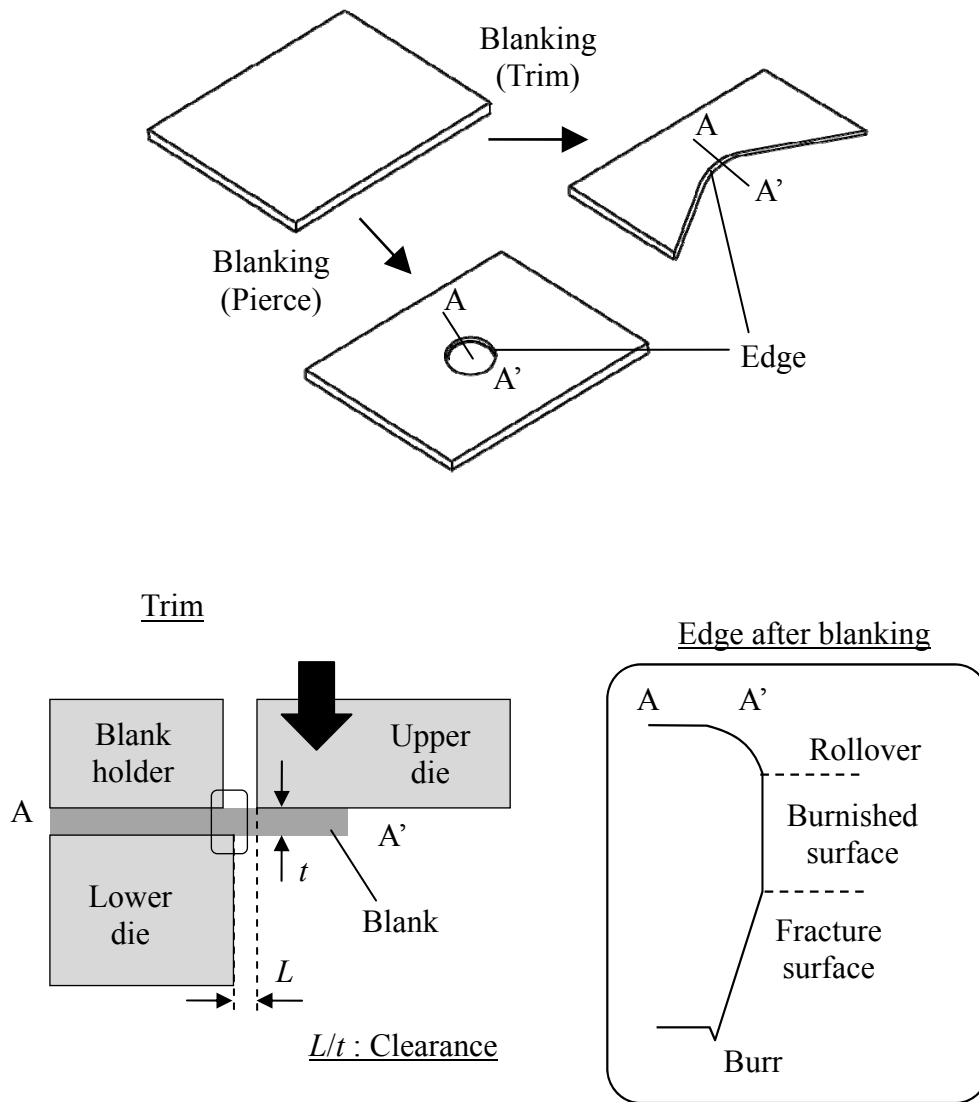 Blanking
(Trim)
A
A’
Blanking
(Pierce)
A
A’
Edge
Trim
Edge after blanking
Blank
holder
Upper
die
A
A’
t
Lower
die
Blank
L
L/t : Clearance
A
A’
Rollover
Burnished
surface
Fracture
surface
Burr